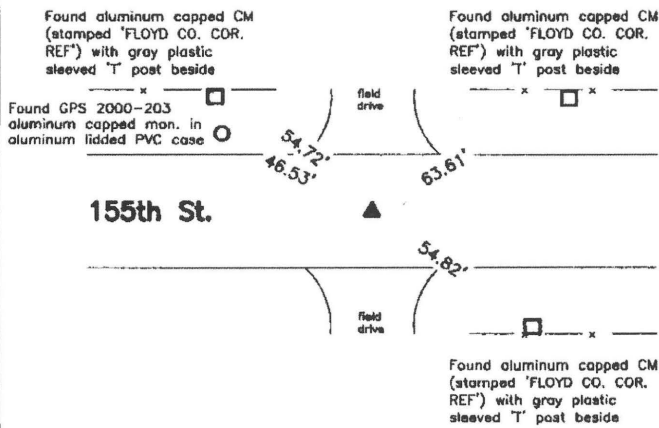 Found aluminum capped CM
(stamped 'FLOYD CO. COR.
REF') with gray plastic
sleeved 'T' post beside
Found aluminum capped CM
(stamped 'FLOYD CO. COR.
REF') with gray plastic
sleeved 'T' post beside
Found GPS 2000-203
aluminum capped mon. in
aluminum lidded PVC case
field
drive
54.72'
46.53'
63.61'
155th St.
54.82'
field
drive
Found aluminum capped CM
(stamped 'FLOYD CO. COR.
REF') with gray plastic
sleeved 'T' post beside